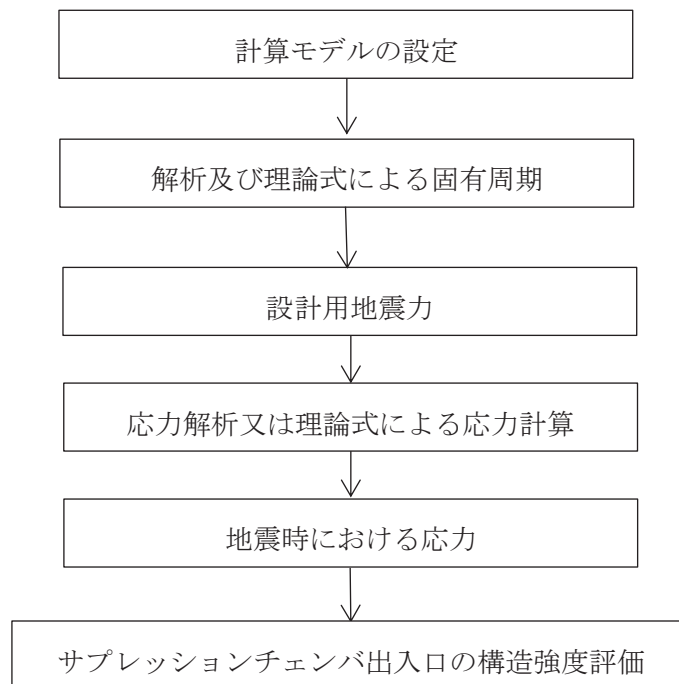 計算モデルの設定
解析及び理論式による固有周期
設計用地震力
応力解析又は理論式による応力計算
地震時における応力
サプレッションチェンバ出入口の構造強度評価